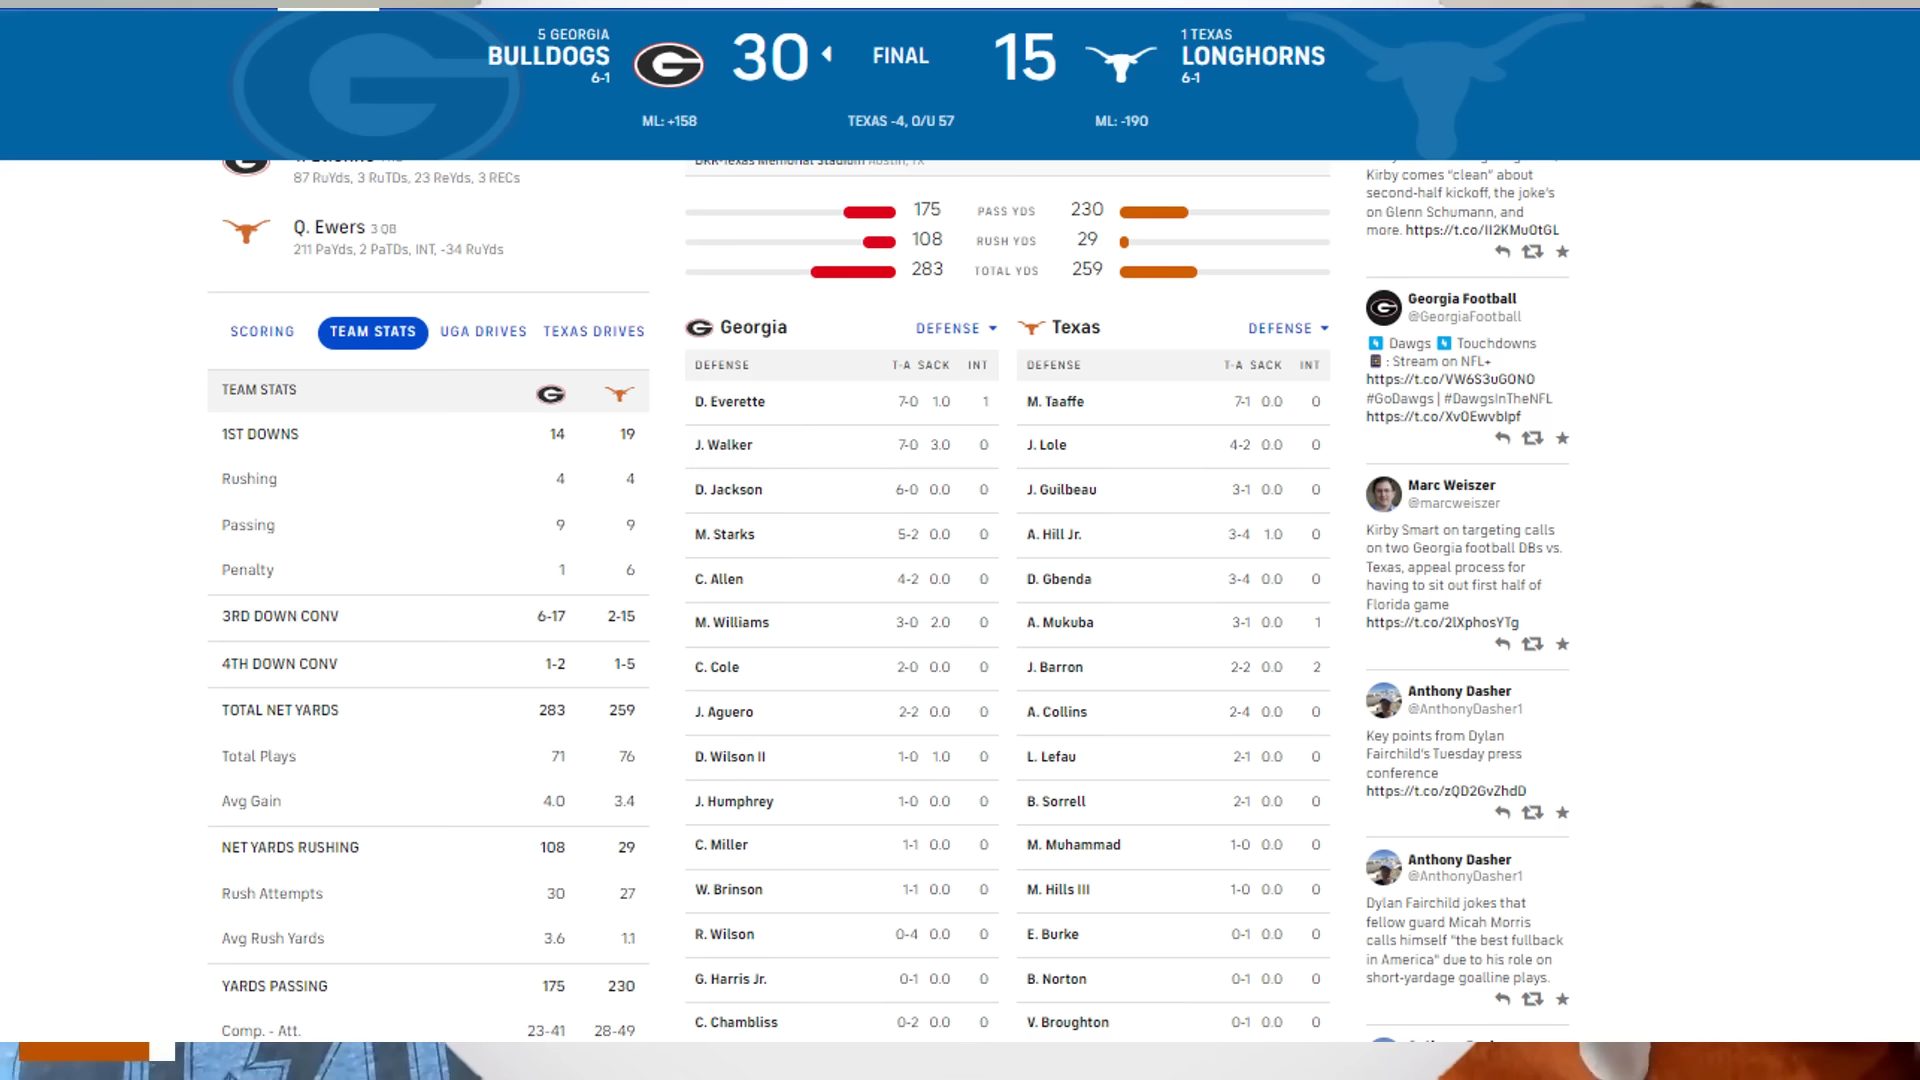 5 GEORGIA
BULLDOGS
6-1
30
FINAL
15
1 TEXAS
LONGHORNS
6-1
ML: +158
TEXAS -4, O/U 57
ML: -190
87 RuYds, 3 RuTDs, 23 ReYds, 3 RECs
Q. Ewers 3 QB
211 PaYds, 2 PaTDs, INT, -34 RuYds
SCORING TEAM STATS UGA DRIVES TEXAS DRIVES
TEAM STATS
1ST DOWNS 14 19
Rushing 4 4
Passing 9 9
Penalty 1 6
3RD DOWN CONV 6-17 2-15
4TH DOWN CONV 1-2 1-5
TOTAL NET YARDS 283 259
Total Plays 71 76
Avg Gain 4.0 3.4
NET YARDS RUSHING 108 29
Rush Attempts 30 27
Avg Rush Yards 3.6 1.1
YARDS PASSING 175 230
Comp. - Att. 23-41 28-49
DKR-Texas Memorial Stadium Austin, TX
175 PASS YDS 230
108 RUSH YDS 29
283 TOTAL YDS 259
Georgia DEFENSE
DEFENSE T-A SACK INT
D. Everette 7-0 1.0 1
J. Walker 7-0 3.0 0
D. Jackson 6-0 0.0 0
M. Starks 5-2 0.0 0
C. Allen 4-2 0.0 0
M. Williams 3-0 2.0 0
C. Cole 2-0 0.0 0
J. Aguero 2-2 0.0 0
D. Wilson II 1-0 1.0 0
J. Humphrey 1-0 0.0 0
C. Miller 1-1 0.0 0
W. Brinson 1-1 0.0 0
R. Wilson 0-4 0.0 0
G. Harris Jr. 0-1 0.0 0
C. Chambliss 0-2 0.0 0
Texas DEFENSE
DEFENSE T-A SACK INT
M. Taaffe 7-1 0.0 0
J. Lole 4-2 0.0 0
J. Guilbeau 3-1 0.0 0
A. Hill Jr. 3-4 1.0 0
D. Gbenda 3-4 0.0 0
A. Mukuba 3-1 0.0 1
J. Barron 2-2 0.0 2
A. Collins 2-4 0.0 0
L. Lefau 2-1 0.0 0
B. Sorrell 2-1 0.0 0
M. Muhammad 1-0 0.0 0
M. Hills III 1-0 0.0 0
E. Burke 0-1 0.0 0
B. Norton 0-1 0.0 0
V. Broughton 0-1 0.0 0
Kirby comes "clean" about
second-half kickoff, the joke's
on Glenn Schumann, and
more. https://t.co/II2KMu0tGL
Georgia Football
@GeorgiaFootball
Dawgs Touchdowns
: Stream on NFL+
https://t.co/VW6S3uGONO
#GoDawgs | #DawgsInTheNFL
https://t.co/Xv0EwvbIpf
Marc Weiszer
@marcweiszer
Kirby Smart on targeting calls
on two Georgia football DBs vs.
Texas, appeal process for
having to sit out first half of
Florida game
https://t.co/2lXphosYTg
Anthony Dasher
@AnthonyDasher1
Key points from Dylan
Fairchild's Tuesday press
conference
https://t.co/zQD2GvZhdD
Anthony Dasher
@AnthonyDasher1
Dylan Fairchild jokes that
fellow guard Micah Morris
calls himself "the best fullback
in America" due to his role on
short-yardage goalline plays.